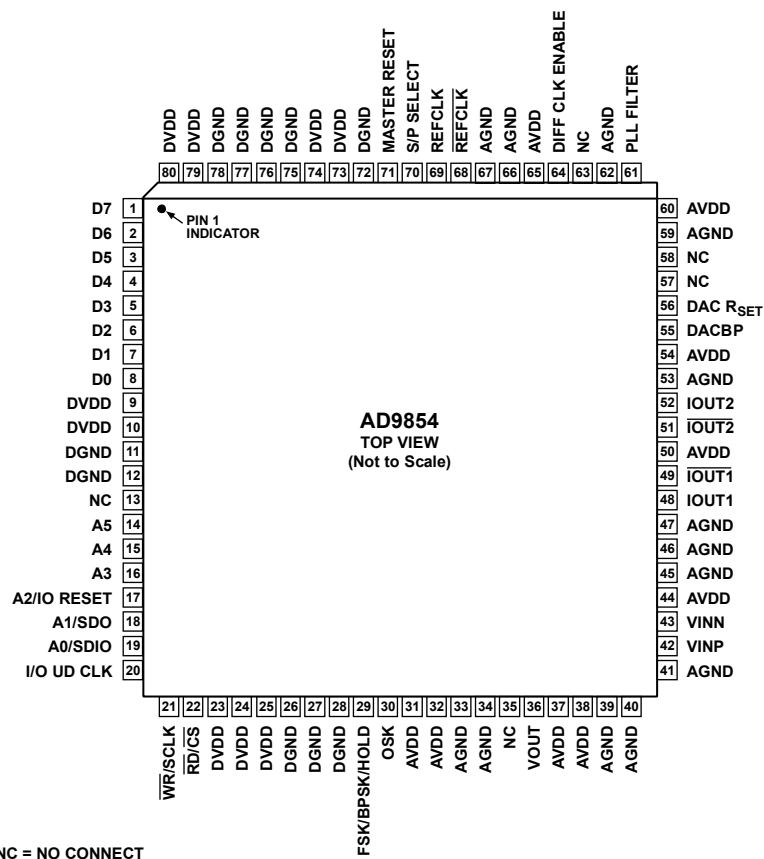 DVDD
DVDD
DGND
DGND
DGND
DGND
DVDD
DVDD
DGND
MASTER RESET
S/P SELECT
REFCLK
REFCLK
AGND
AGND
AVDD
DIFF CLK ENABLE
NC
AGND
PLL FILTER
80 79 78 77 76 75 74 73 72 71 70 69 68 67 66 65 64 63 62 61
D7 1
D6 2
D5 3
D4 4
D3 5
D2 6
D1 7
D0 8
DVDD 9
DVDD 10
DGND 11
DGND 12
NC 13
A5 14
A4 15
A3 16
A2/IO RESET 17
A1/SDO 18
A0/SDIO 19
I/O UD CLK 20
PIN 1
INDICATOR
AD9854
TOP VIEW
(Not to Scale)
60 AVDD
59 AGND
58 NC
57 NC
56 DAC RSET
55 DACBP
54 AVDD
53 AGND
52 IOUT2
51 IOUT2
50 AVDD
49 IOUT1
48 IOUT1
47 AGND
46 AGND
45 AGND
44 AVDD
43 VINN
42 VINP
41 AGND
21 22 23 24 25 26 27 28 29 30 31 32 33 34 35 36 37 38 39 40
WR/SCLK
RD/CS
DVDD
DVDD
DVDD
DGND
DGND
DGND
FSK/BPSK/HOLD
OSK
AVDD
AVDD
AGND
AGND
NC
VOUT
AVDD
AVDD
AGND
AGND
NC = NO CONNECT